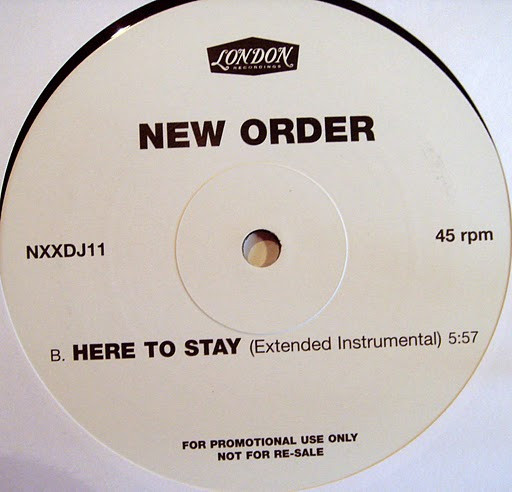 LONDON
RECORDINGS
NEW ORDER
NXXDJ11
45 rpm
B. HERE TO STAY (Extended Instrumental) 5:57
FOR PROMOTIONAL USE ONLY
NOT FOR RE-SALE